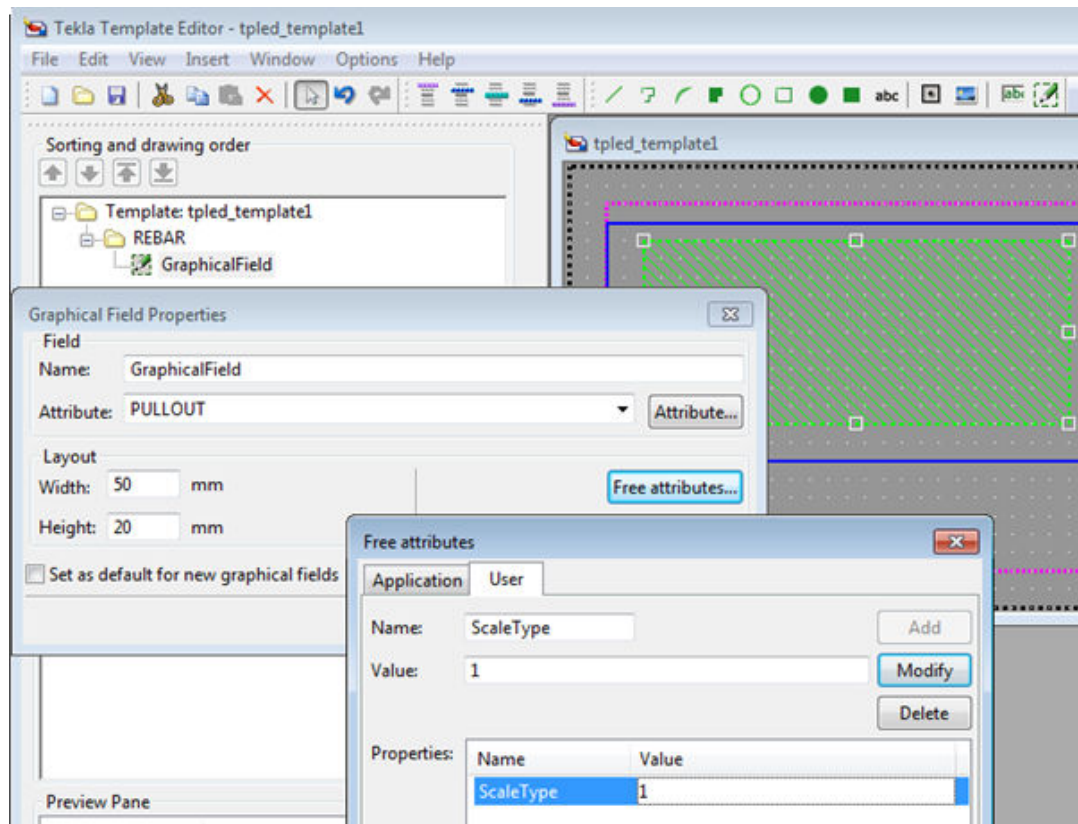 Tekla Template Editor - tpled_template1
File Edit View Insert Window Options Help
abc
Sorting and drawing order
tpled_template1
Template: tpled_template1
REBAR
GraphicalField
Graphical Field Properties
Field
Name: GraphicalField
Attribute: PULLOUT Attribute...
Layout
Width: 50 mm Free attributes...
Height: 20 mm
Set as default for new graphical fields
Free attributes
Application User
Name: ScaleType Add
Value: 1 Modify
Delete
Properties: Name Value
ScaleType 1
Preview Pane